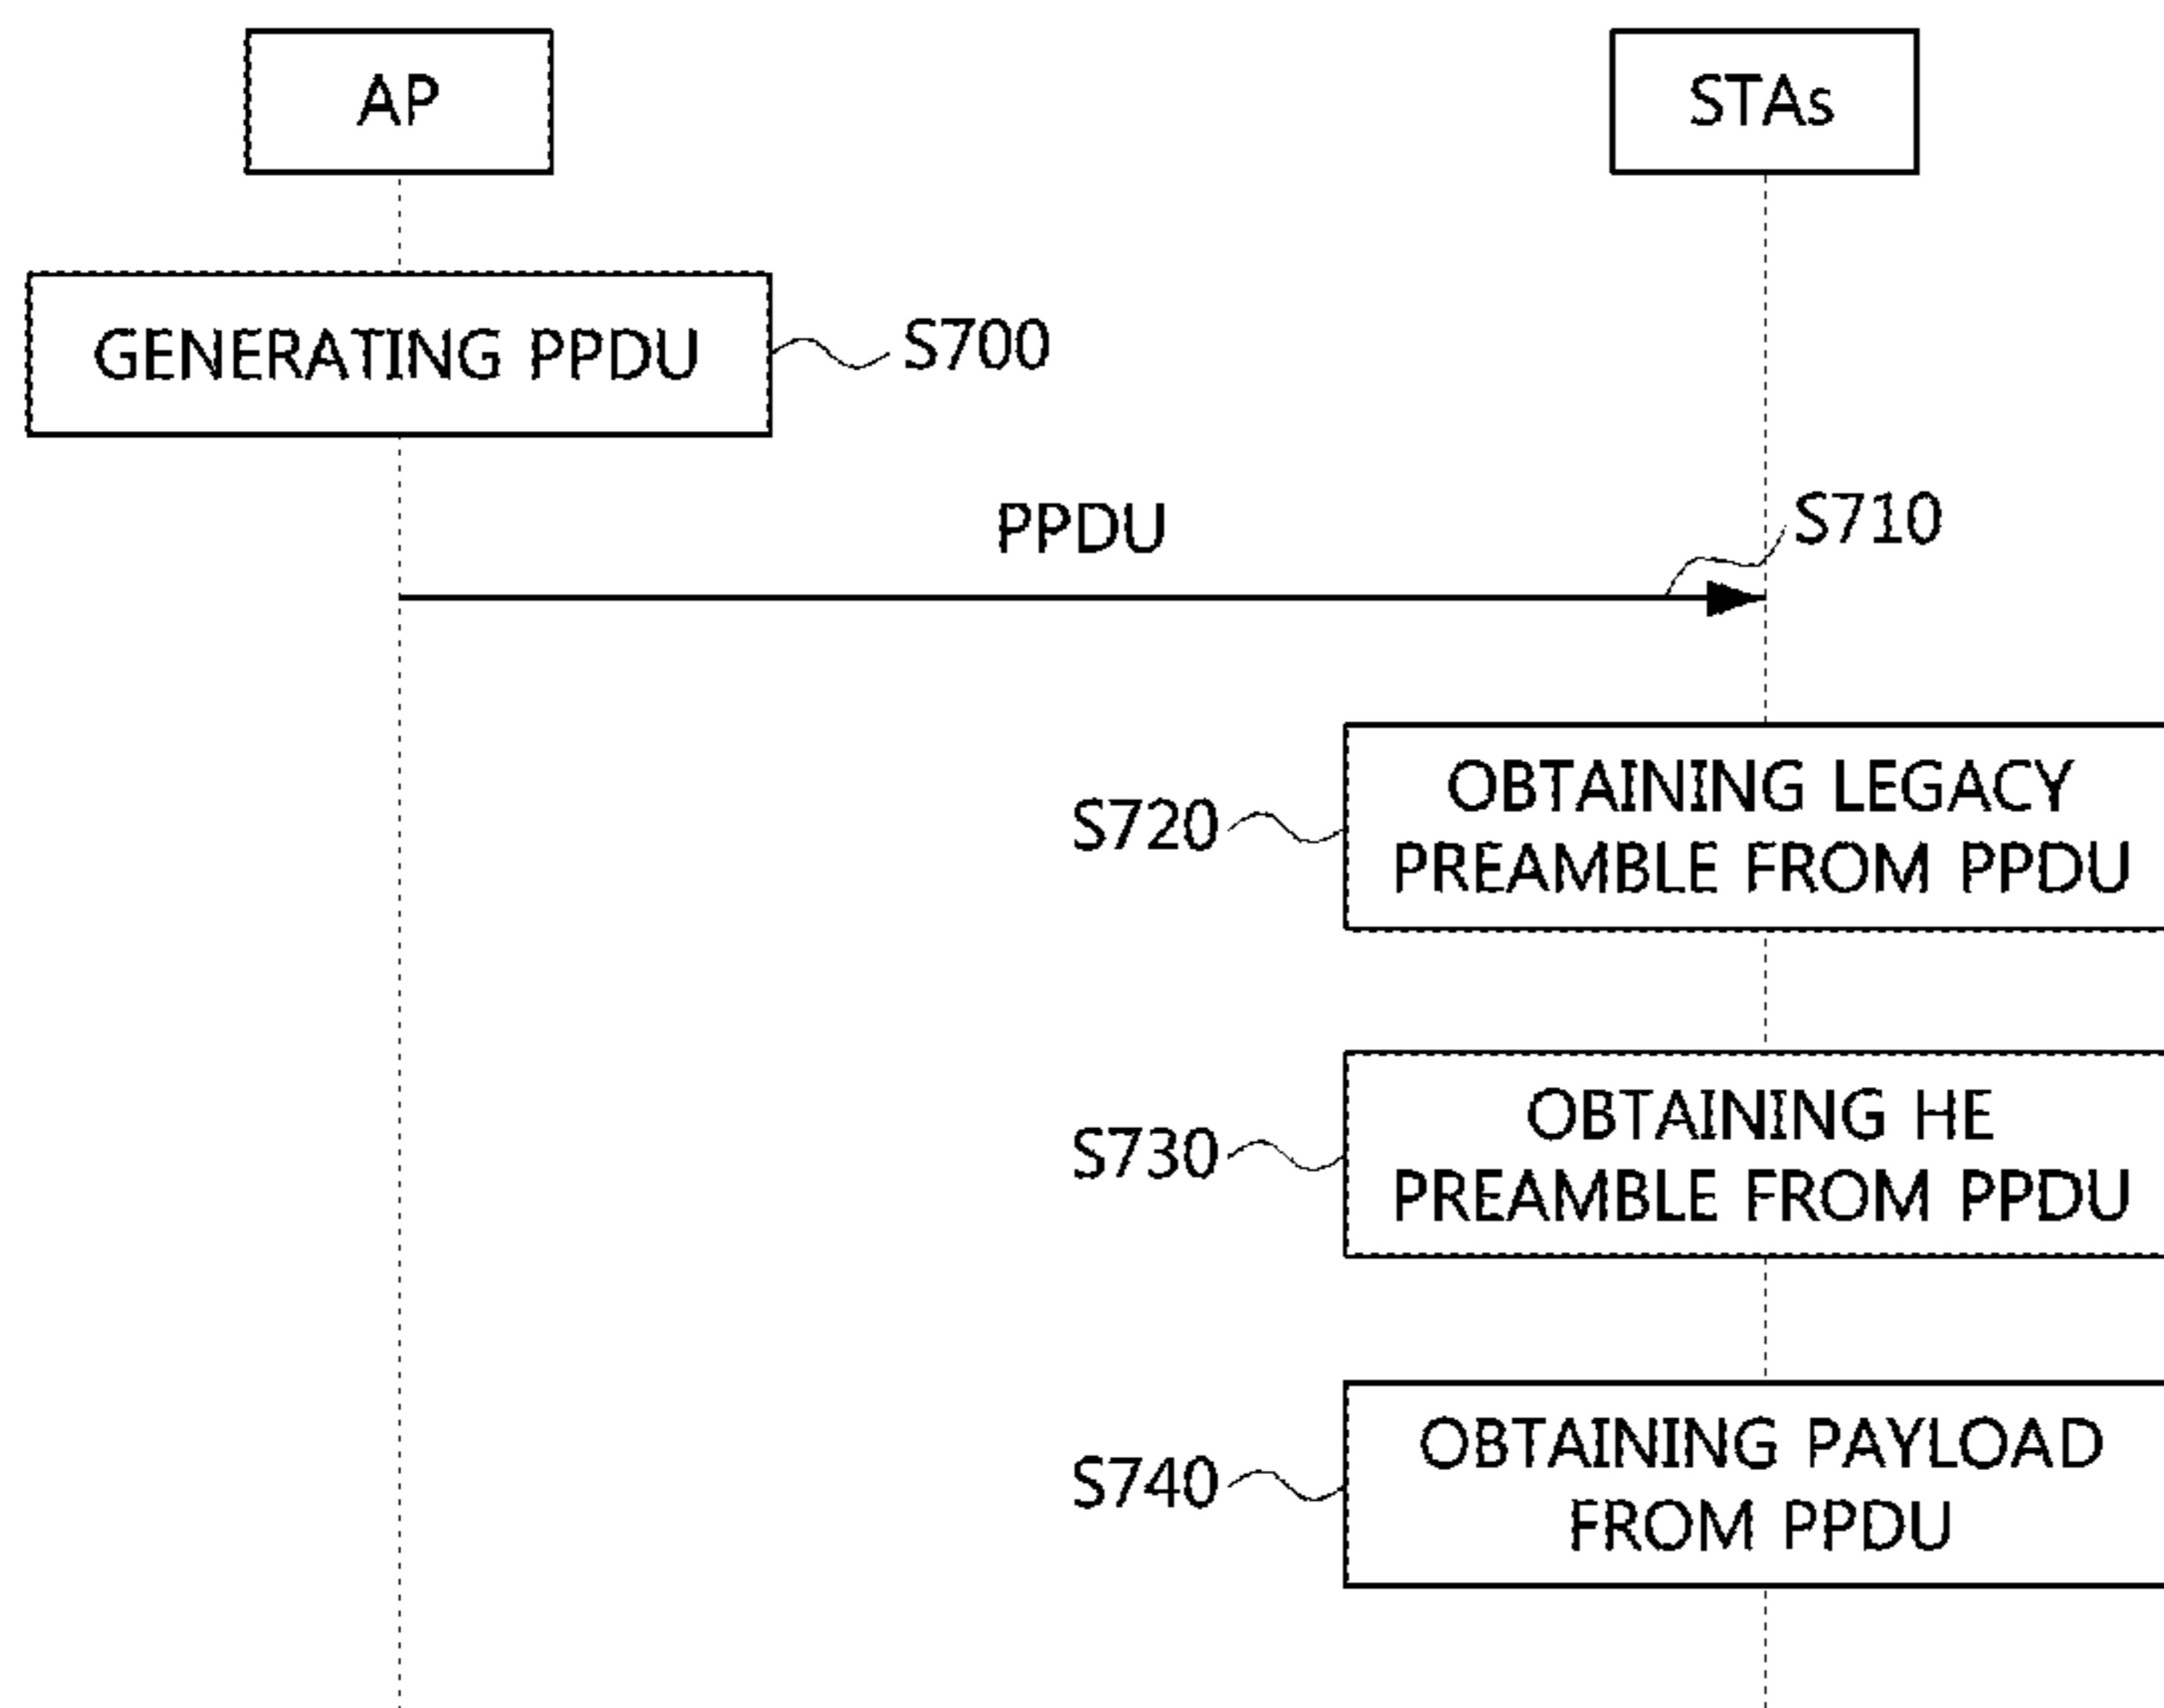 AP
STAs
GENERATING PPDU
S700
PPDU
S710
S720
OBTAINING LEGACY
PREAMBLE FROM PPDU
S730
OBTAINING HE
PREAMBLE FROM PPDU
S740
OBTAINING PAYLOAD
FROM PPDU